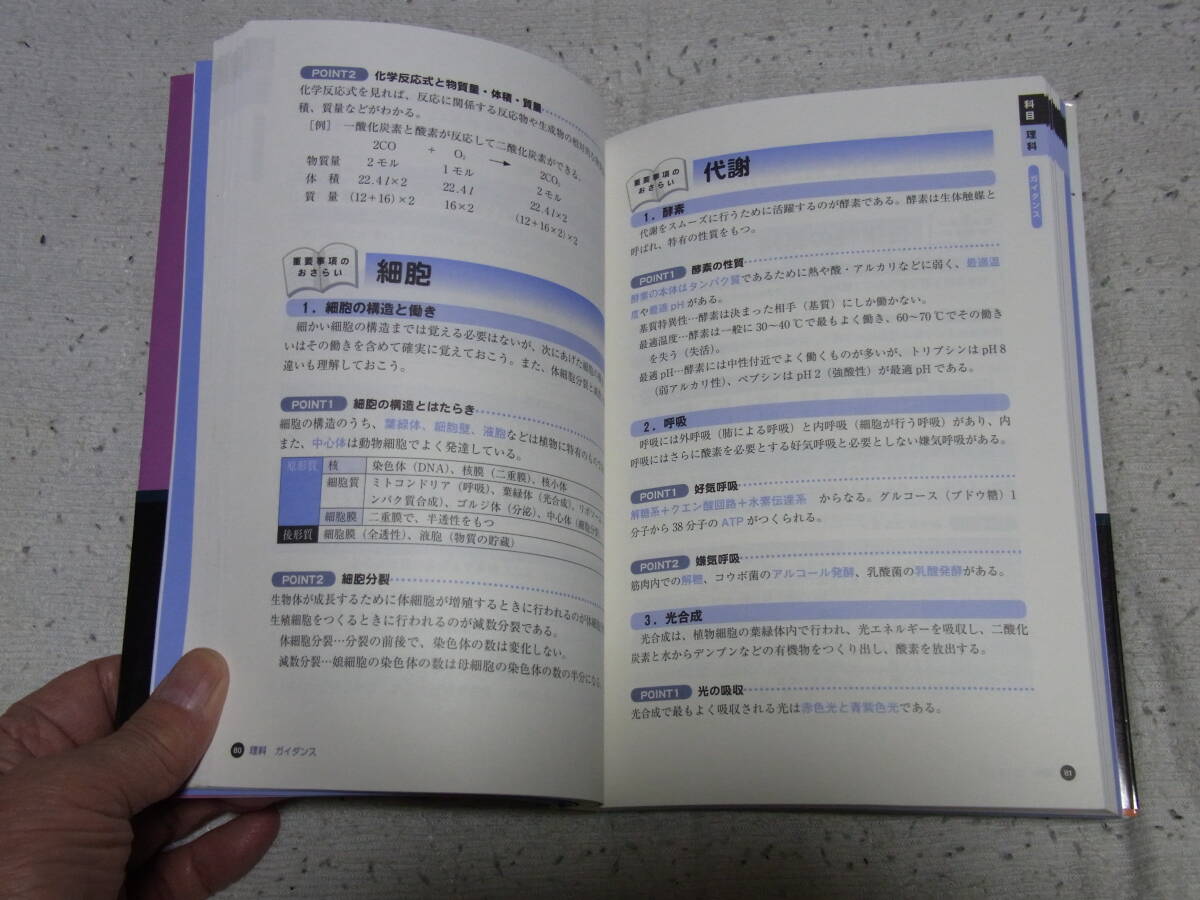 POINT2 化学反応式と物質量・体積・質量
化学反応式を見れば、反応に関係する反応物や生成物の
積、質量などがわかる。
［例］ 一酸化炭素と酸素が反応して二酸化炭素ができる。
2CO + O₂ → 2CO₂
物質量 2モル 1モル 2モル
体 積 22.4l×2 22.4l 22.4l×2
質 量 (12+16)×2 16×2 (12+16×2)×2
重要事項の
おさらい
細胞
1. 細胞の構造と働き
細かい細胞の構造までは覚える必要はないが、次にあげた細胞の
いはその働きを含めて確実に覚えておこう。また、体細胞分裂と
違いも理解しておこう。
POINT1 細胞の構造とはたらき
細胞の構造のうち、葉緑体、細胞壁、液胞などは植物に特有のもので
また、中心体は動物細胞でよく発達している。
原形質 核 染色体（DNA）、核膜（二重膜）、核小体
細胞質 ミトコンドリア（呼吸）、葉緑体（光合成）、リボソーム
ンパク質合成）、ゴルジ体（分泌）、中心体（細胞分裂）
細胞膜 二重膜で、半透性をもつ
後形質 細胞膜（全透性）、液胞（物質の貯蔵）
POINT2 細胞分裂
生物体が成長するために体細胞が増殖するときに行われるのが体細胞
生殖細胞をつくるときに行われるのが減数分裂である。
体細胞分裂…分裂の前後で、染色体の数は変化しない。
減数分裂…娘細胞の染色体の数は母細胞の染色体の数の半分になる。
80 理科 ガイダンス
科目 理科
ガイダンス
重要事項の
おさらい
代謝
1. 酵素
代謝をスムーズに行うために活躍するのが酵素である。酵素は生体触媒と
呼ばれ、特有の性質をもつ。
POINT1 酵素の性質
酵素の本体はタンパク質であるために熱や酸・アルカリなどに弱く、最適温
度や最適pHがある。
基質特異性…酵素は決まった相手（基質）にしか働かない。
最適温度…酵素は一般に30〜40℃で最もよく働き、60〜70℃でその働き
を失う（失活）。
最適pH…酵素には中性付近でよく働くものが多いが、トリプシンはpH8
（弱アルカリ性）、ペプシンはpH2（強酸性）が最適pHである。
2. 呼吸
呼吸には外呼吸（肺による呼吸）と内呼吸（細胞が行う呼吸）があり、内
呼吸にはさらに酸素を必要とする好気呼吸と必要としない嫌気呼吸がある。
POINT1 好気呼吸
解糖系＋クエン酸回路＋水素伝達系 からなる。グルコース（ブドウ糖）1
分子から38分子のATPがつくられる。
POINT2 嫌気呼吸
筋肉内での解糖、コウボ菌のアルコール発酵、乳酸菌の乳酸発酵がある。
3. 光合成
光合成は、植物細胞の葉緑体内で行われ、光エネルギーを吸収し、二酸化
炭素と水からデンプンなどの有機物をつくり出し、酸素を放出する。
POINT1 光の吸収
光合成で最もよく吸収される光は赤色光と青紫色光である。
81